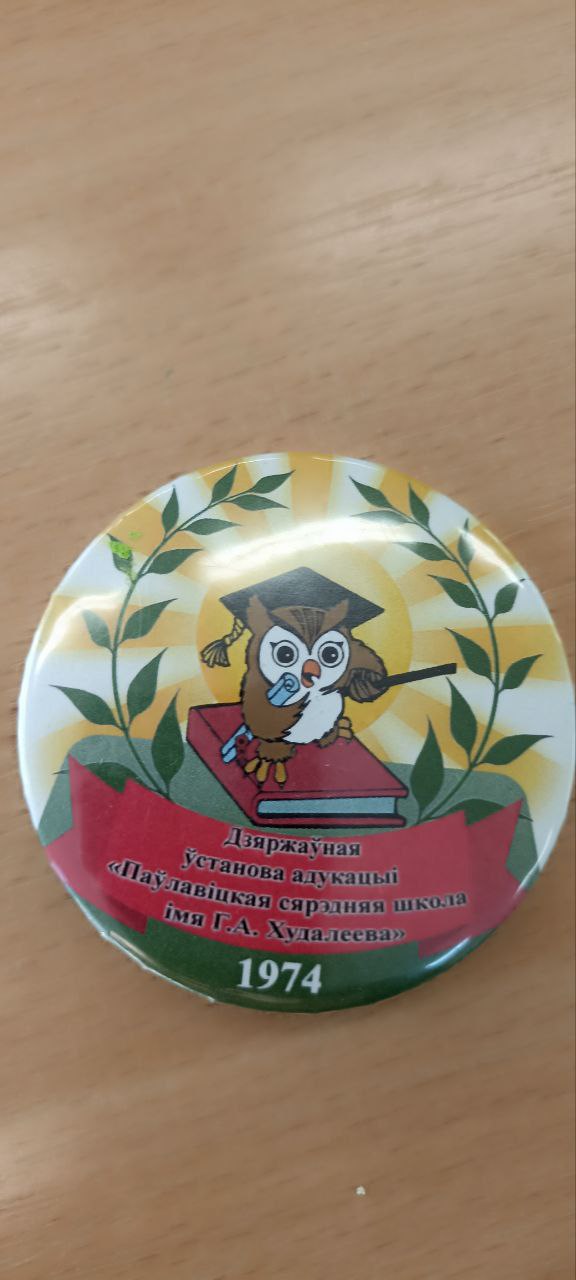 Дзяржаўная
ўстанова адукацыі
«Паўлавіцкая сярэдняя школа
імя Г.А. Худалеева»
1974